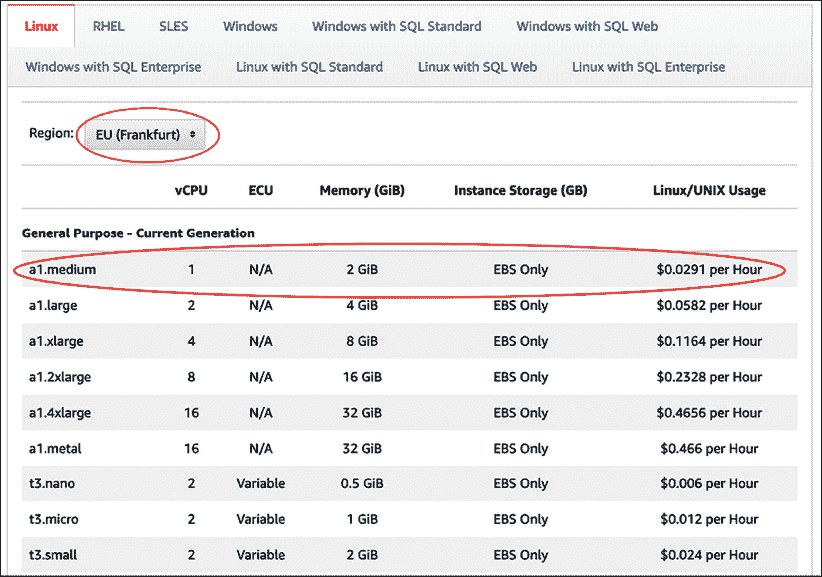 Linux RHEL SLES Windows Windows with SQL Standard Windows with SQL Web
Windows with SQL Enterprise Linux with SQL Standard Linux with SQL Web Linux with SQL Enterprise
Region: EU (Frankfurt)
vCPU ECU Memory (GiB) Instance Storage (GB) Linux/UNIX Usage
General Purpose - Current Generation
a1.medium 1 N/A 2 GiB EBS Only $0.0291 per Hour
a1.large 2 N/A 4 GiB EBS Only $0.0582 per Hour
a1.xlarge 4 N/A 8 GiB EBS Only $0.1164 per Hour
a1.2xlarge 8 N/A 16 GiB EBS Only $0.2328 per Hour
a1.4xlarge 16 N/A 32 GiB EBS Only $0.4656 per Hour
a1.metal 16 N/A 32 GiB EBS Only $0.466 per Hour
t3.nano 2 Variable 0.5 GiB EBS Only $0.006 per Hour
t3.micro 2 Variable 1 GiB EBS Only $0.012 per Hour
t3.small 2 Variable 2 GiB EBS Only $0.024 per Hour